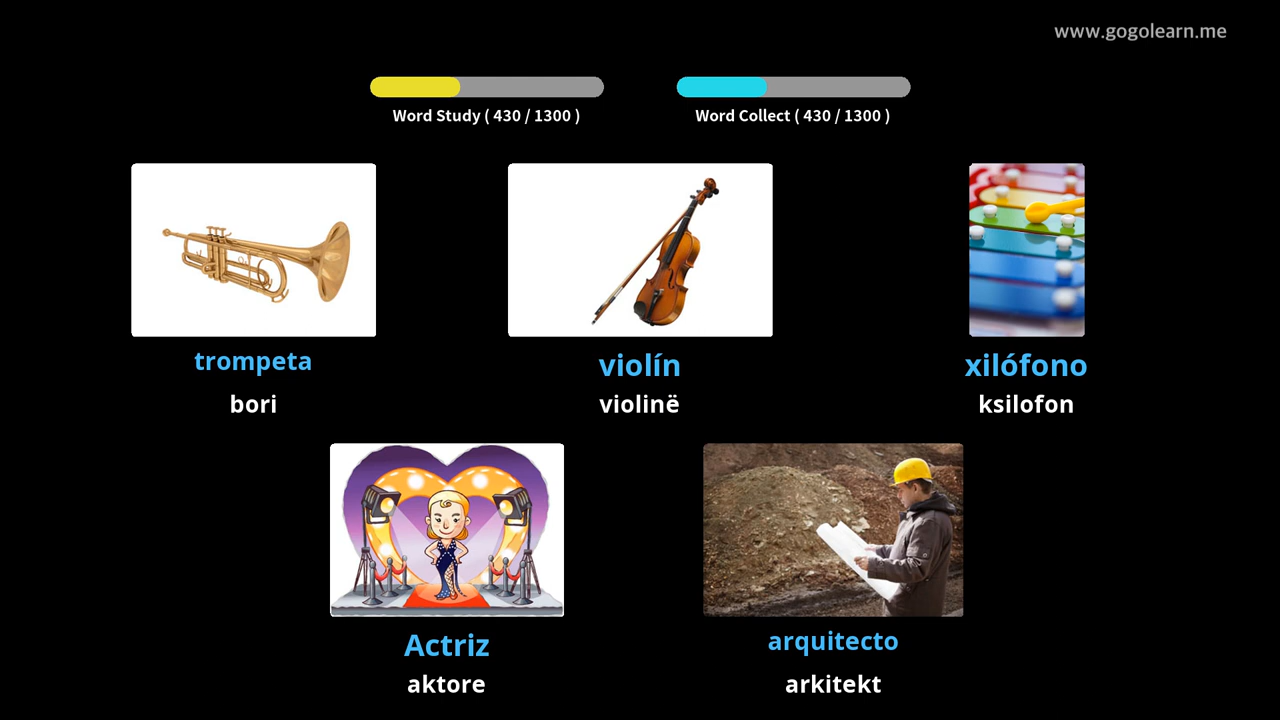 www.gogolearn.me
Word Study ( 430 / 1300 )
Word Collect ( 430 / 1300 )
trompeta
bori
violín
violinë
xilófono
ksilofon
Actriz
aktore
arquitecto
arkitekt